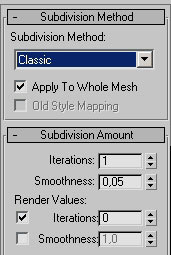 - Subdivision Method
Subdivision Method:
Classic
Apply To Whole Mesh
Old Style Mapping
- Subdivision Amount
Iterations: 1
Smoothness: 0,05
Render Values:
Iterations: 0
Smoothness: 1,0